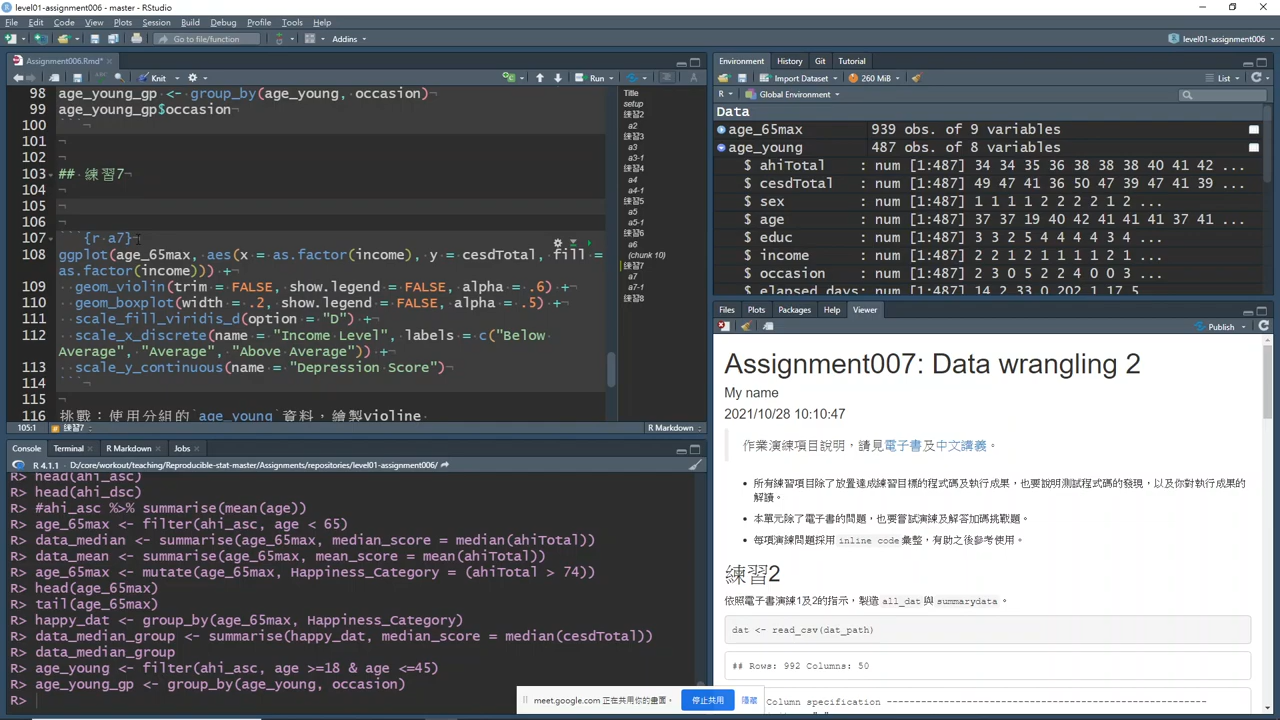 level01-assignment006 - master - RStudio
File Edit Code View Plots Session Build Debug Profile Tools Help
Go to file/function Addins level01-assignment006
Assignment006.Rmd*
Knit Run
98 age_young_gp <- group_by(age_young, occasion)
99 age_young_gp$occasion
100 ```
101
102
103 ## 練習7
104
105
106
107 ```{r a7}
108 ggplot(age_65max, aes(x = as.factor(income), y = cesdTotal, fill =
as.factor(income))) +
109 geom_violin(trim = FALSE, show.legend = FALSE, alpha = .6) +
110 geom_boxplot(width = .2, show.legend = FALSE, alpha = .5) +
111 scale_fill_viridis_d(option = "D") +
112 scale_x_discrete(name = "Income Level", labels = c("Below
Average", "Average", "Above Average")) +
113 scale_y_continuous(name = "Depression Score")
114 ```
115
116 挑戰：使用分組的`age_young`資料，繪製violine
105:1 練習7 R Markdown
Title
setup
練習2
a2
練習3
a3
a3-1
練習4
a4
a4-1
練習5
a5
a5-1
練習6
a6
(chunk 10)
練習7
a7
a7-1
練習8
Console Terminal R Markdown Jobs
R 4.1.1 · D:/core/workout/teaching/Reproducible-stat-master/Assignments/repositories/level01-assignment006/
R> head(ahi_asc)
R> head(ahi_dsc)
R> #ahi_asc %>% summarise(mean(age))
R> age_65max <- filter(ahi_asc, age < 65)
R> data_median <- summarise(age_65max, median_score = median(ahiTotal))
R> data_mean <- summarise(age_65max, mean_score = mean(ahiTotal))
R> age_65max <- mutate(age_65max, Happiness_Category = (ahiTotal > 74))
R> head(age_65max)
R> tail(age_65max)
R> happy_dat <- group_by(age_65max, Happiness_Category)
R> data_median_group <- summarise(happy_dat, median_score = median(cesdTotal))
R> data_median_group
R> age_young <- filter(ahi_asc, age >=18 & age <=45)
R> age_young_gp <- group_by(age_young, occasion)
R>
Environment History Git Tutorial
Import Dataset 260 MiB List
R Global Environment
Data
age_65max 939 obs. of 9 variables
age_young 487 obs. of 8 variables
$ ahiTotal : num [1:487] 34 34 35 36 38 38 38 40 41 42 ...
$ cesdTotal : num [1:487] 49 47 41 36 50 47 39 47 41 39 ...
$ sex : num [1:487] 1 1 1 1 2 2 2 2 1 2 ...
$ age : num [1:487] 37 37 19 40 42 41 41 41 37 41 ...
$ educ : num [1:487] 3 3 2 5 4 4 4 4 3 4 ...
$ income : num [1:487] 2 2 1 2 1 1 1 1 1 2 ...
$ occasion : num [1:487] 2 3 0 5 2 2 4 0 0 3 ...
$ elapsed_days: num [1:487] 14 2 33 0 202 1 17 5
Files Plots Packages Help Viewer
Publish
Assignment007: Data wrangling 2
My name
2021/10/28 10:10:47
作業演練項目說明，請見電子書及中文講義。
• 所有練習項目除了放置達成練習目標的程式碼及執行成果，也要說明測試程式碼的發現，以及你對執行成果的
解讀。
• 本單元除了電子書的問題，也要嘗試演練及解答加碼挑戰題。
• 每項演練問題採用 inline code 彙整，有助之後參考使用。
練習2
依照電子書演練1及2的指示，製造 all_dat 與 summarydata 。
dat <- read_csv(dat_path)
## Rows: 992 Columns: 50
Column specification
meet.google.com 正在共用你的畫面。 停止共用 隱藏